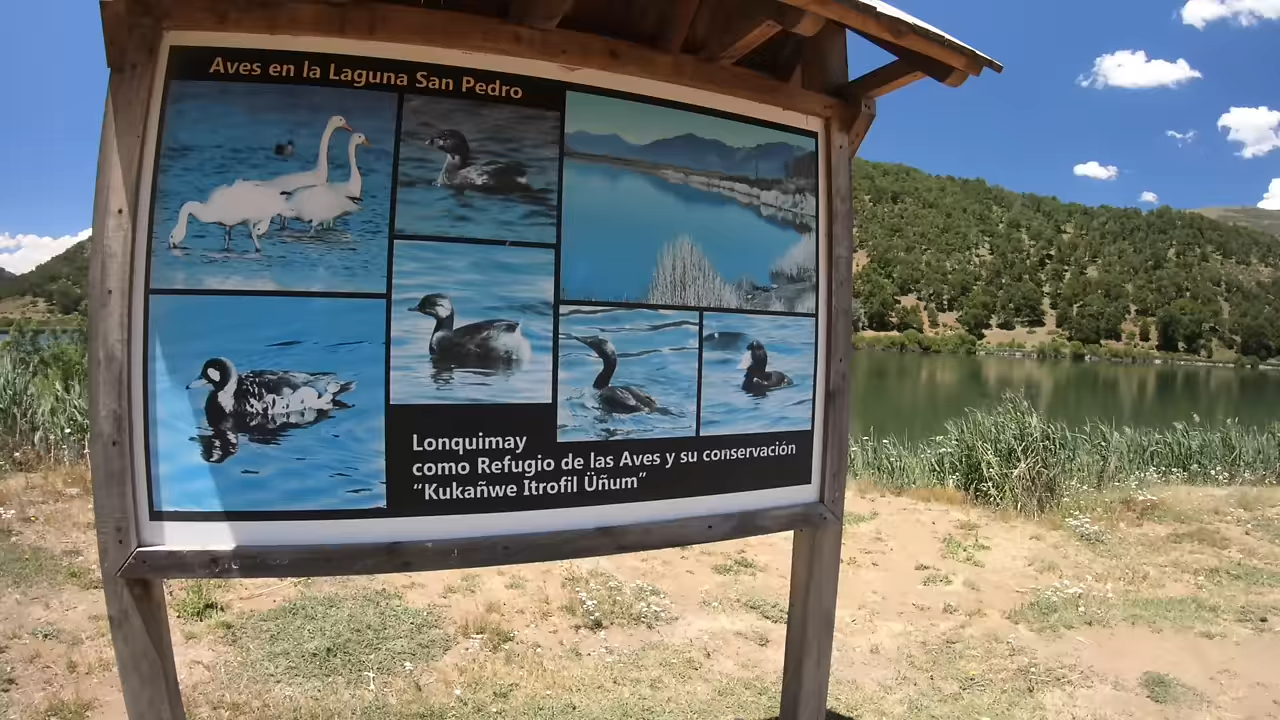 Aves en la Laguna San Pedro
Lonquimay
como Refugio de las Aves y su conservación
“Kukañwe Itrofil Üñum”